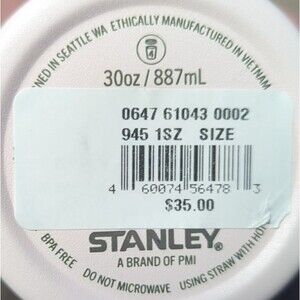 NED IN SEATTLE WA ETHICALLY MANUFACTURED IN VIETNAM
4
30oz / 887mL
0647 61043 0002
945 1SZ SIZE
4 60074 56478 3
$35.00
STANLEY®
A BRAND OF PMI
BPA FREE DO NOT MICROWAVE USING STRAW WITH HO